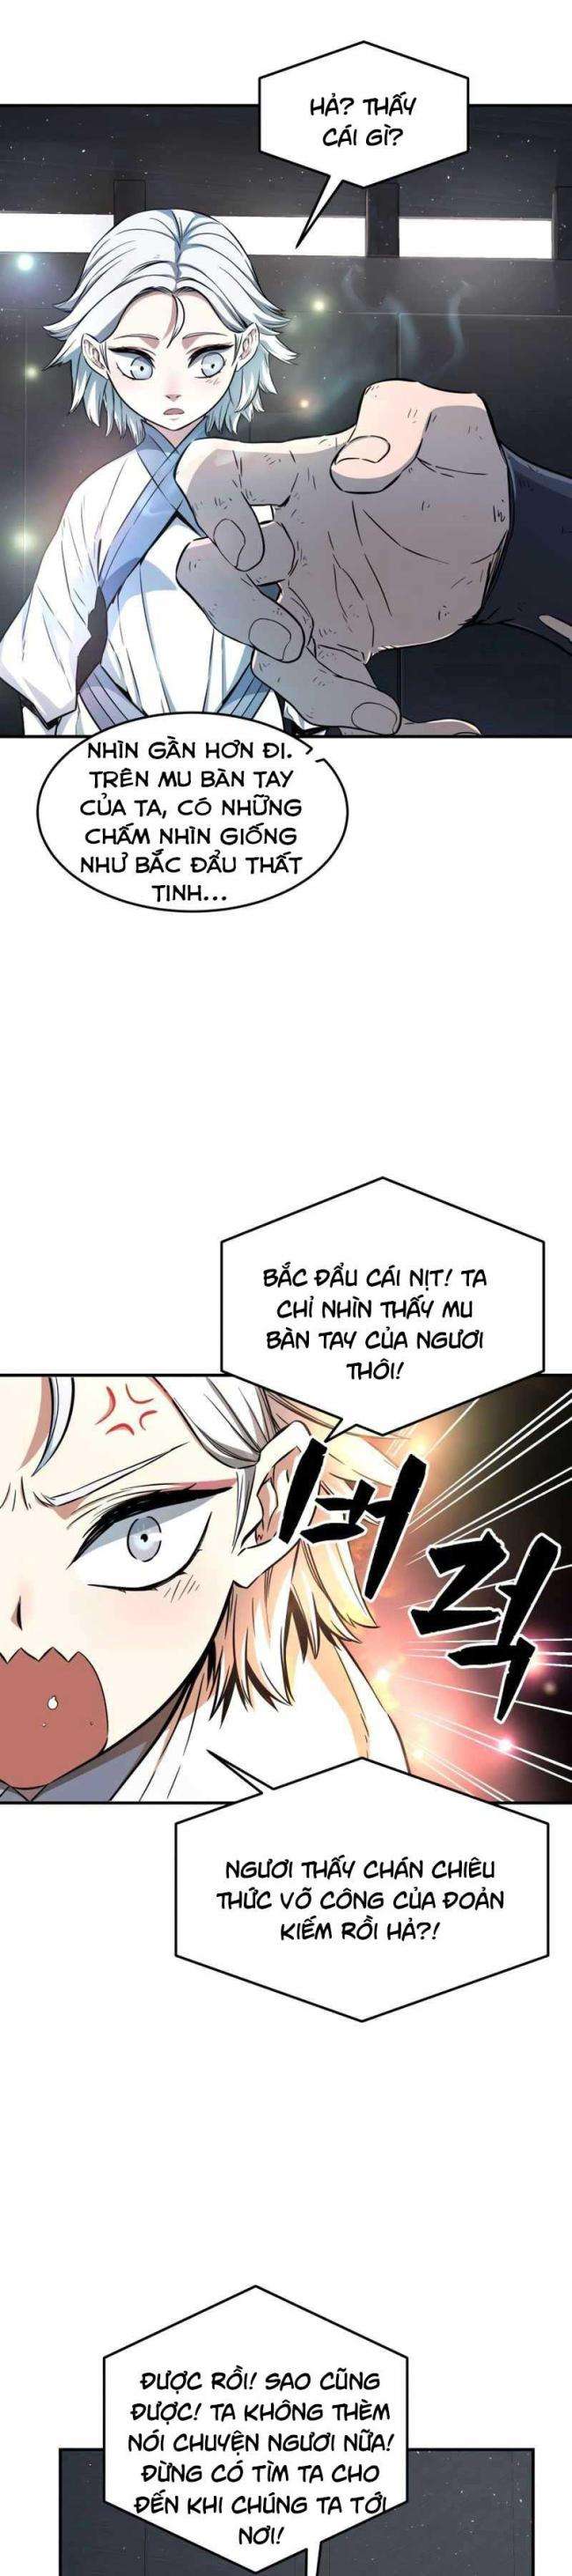 HẢ? THẤY
CÁI GÌ?
NHÌN GẦN HƠN ĐI.
TRÊN MU BÀN TAY
CỦA TA, CÓ NHỮNG
CHẤM NHÌN GIỐNG
NHƯ BẮC ĐẨU THẤT
TINH...
BẮC ĐẨU CÁI NỊT! TA
CHỈ NHÌN THẤY MU
BÀN TAY CỦA NGƯƠI
THÔI!
버럭
NGƯƠI THẤY CHÁN CHIÊU
THỨC VÕ CÔNG CỦA ĐOẢN
KIẾM RỒI HẢ?!
ĐƯỢC RỒI! SAO CŨNG
ĐƯỢC! TA KHÔNG THÈM
NÓI CHUYỆN NGƯƠI NỮA!
ĐỪNG CÓ TÌM TA CHO
ĐẾN KHI CHÚNG TA TỚI
NƠI!